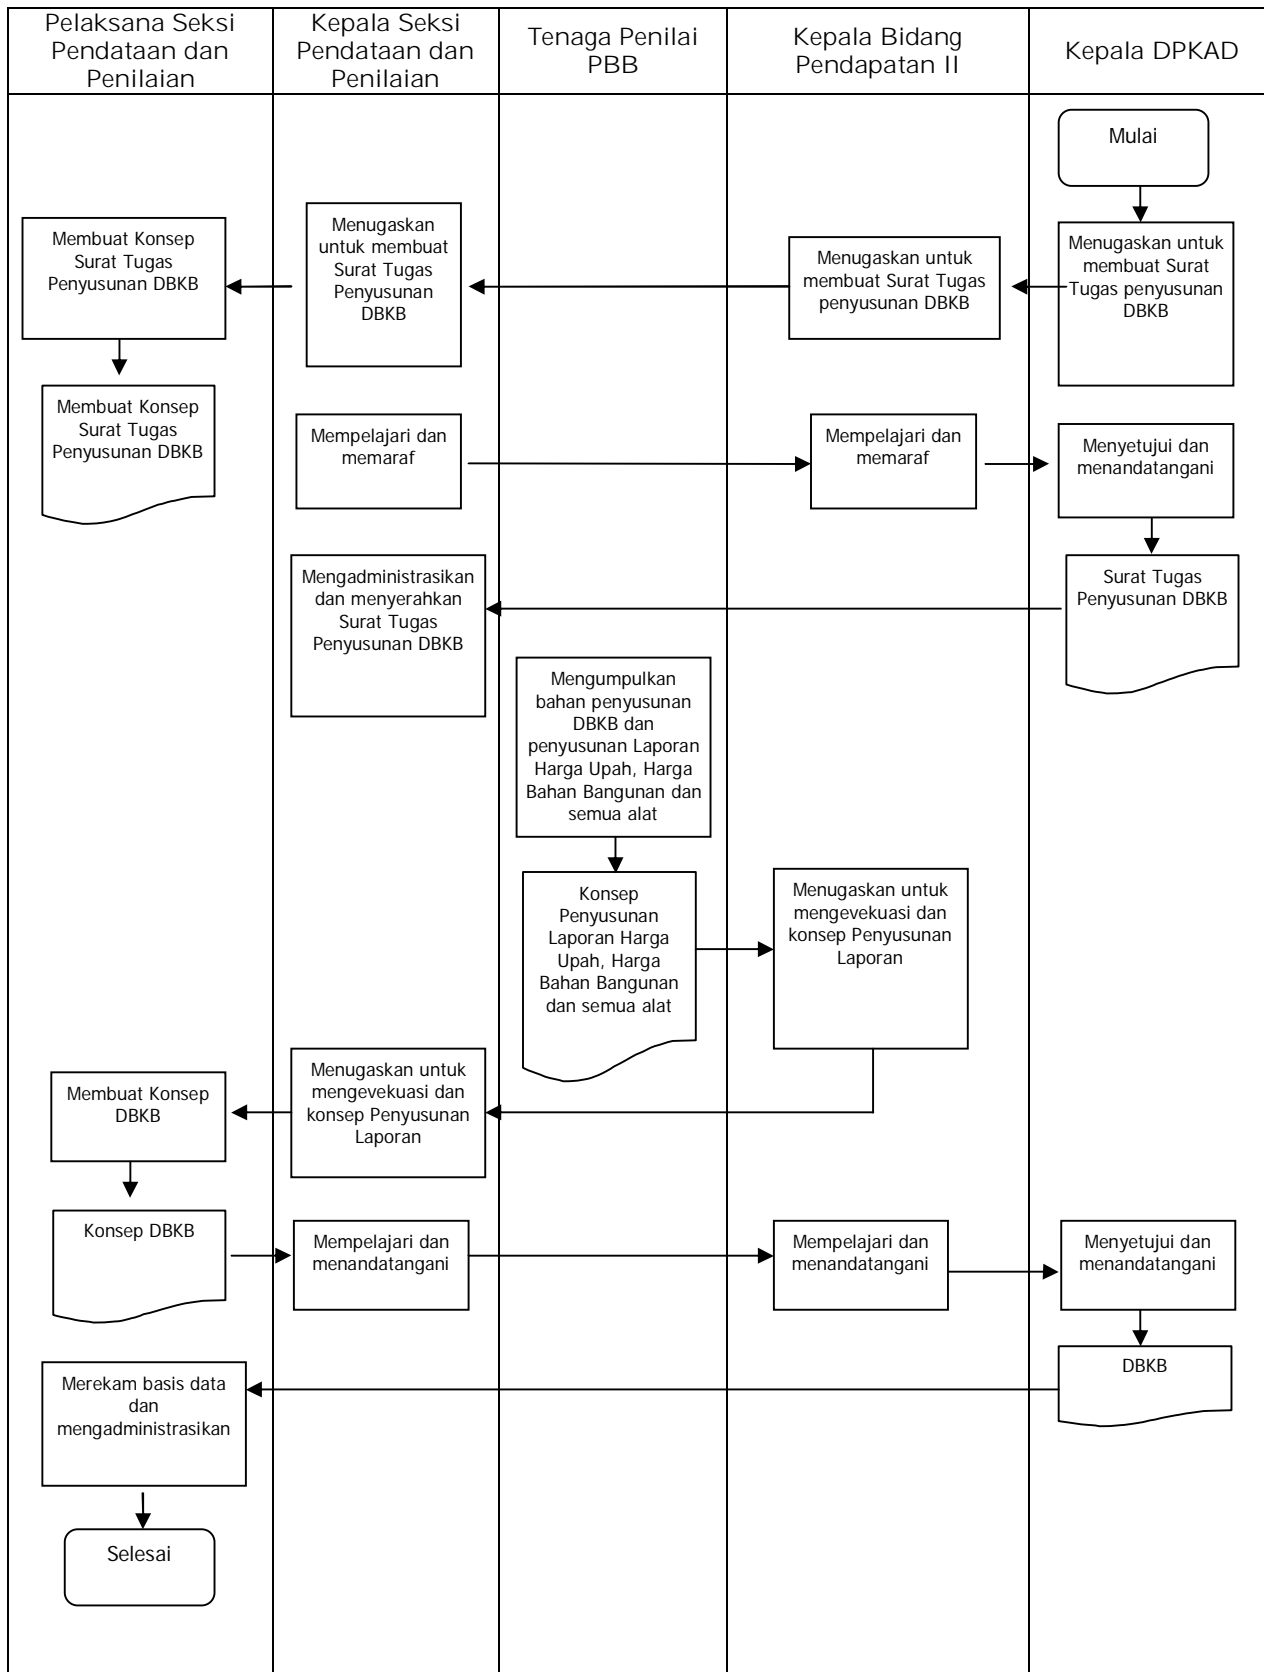 Pelaksana Seksi
Pendataan dan
Penilaian
Kepala Seksi
Pendataan dan
Penilaian
Tenaga Penilai
PBB
Kepala Bidang
Pendapatan II
Kepala DPKAD
Mulai
Menugaskan untuk
membuat Surat
Tugas penyusunan
DBKB
Menugaskan untuk
membuat Surat Tugas
penyusunan DBKB
Menugaskan
untuk membuat
Surat Tugas
Penyusunan
DBKB
Membuat Konsep
Surat Tugas
Penyusunan DBKB
Membuat Konsep
Surat Tugas
Penyusunan DBKB
Mempelajari dan
memaraf
Mempelajari dan
memaraf
Menyetujui dan
menandatangani
Surat Tugas
Penyusunan DBKB
Mengadministrasikan
dan menyerahkan
Surat Tugas
Penyusunan DBKB
Mengumpulkan
bahan penyusunan
DBKB dan
penyusunan Laporan
Harga Upah, Harga
Bahan Bangunan dan
semua alat
Konsep
Penyusunan
Laporan Harga
Upah, Harga
Bahan Bangunan
dan semua alat
Menugaskan untuk
mengevekuasi dan
konsep Penyusunan
Laporan
Menugaskan untuk
mengevekuasi dan
konsep Penyusunan
Laporan
Membuat Konsep
DBKB
Konsep DBKB
Mempelajari dan
menandatangani
Mempelajari dan
menandatangani
Menyetujui dan
menandatangani
DBKB
Merekam basis data
dan
mengadministrasikan
Selesai